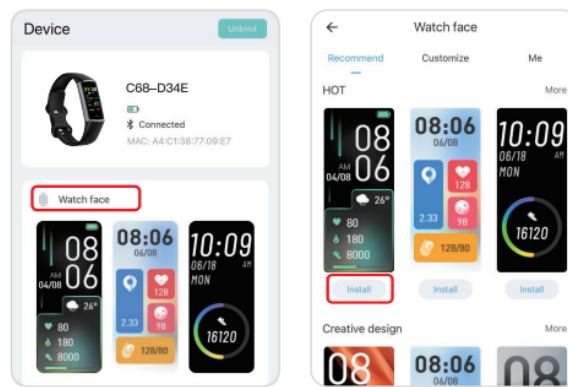 Device
Unbind
C68–D34E
Connected
MAC: A4:C1:38:77:09:E7
Watch face
08
AM
04/08
06
26°
80
180
8000
08:06
06/08
128
2.33
98
128/80
10:09
06/18 AM
MON
16120
Watch face
Recommend Customize Me
HOT More
08
AM
04/08
06
26°
80
180
8000
Install
08:06
06/08
128
2.33
98
128/80
Install
10:09
06/18 AM
MON
16120
Install
Creative design More
08
08:06
06/08
08